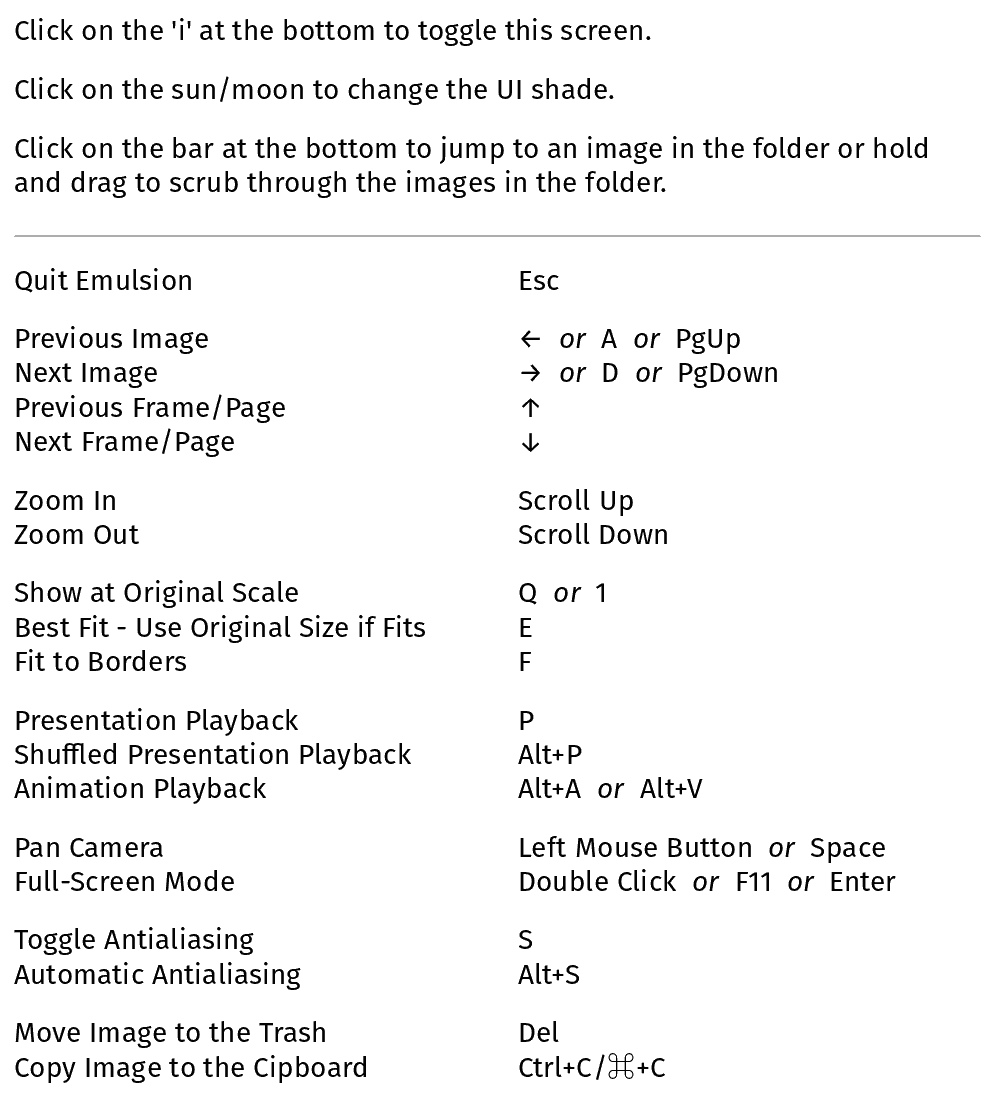 Click on the 'i' at the bottom to toggle this screen.
Click on the sun/moon to change the UI shade.
Click on the bar at the bottom to jump to an image in the folder or hold
and drag to scrub through the images in the folder.
Quit Emulsion Esc
Previous Image ← or A or PgUp
Next Image → or D or PgDown
Previous Frame/Page ↑
Next Frame/Page ↓
Zoom In Scroll Up
Zoom Out Scroll Down
Show at Original Scale Q or 1
Best Fit - Use Original Size if Fits E
Fit to Borders F
Presentation Playback P
Shuffled Presentation Playback Alt+P
Animation Playback Alt+A or Alt+V
Pan Camera Left Mouse Button or Space
Full-Screen Mode Double Click or F11 or Enter
Toggle Antialiasing S
Automatic Antialiasing Alt+S
Move Image to the Trash Del
Copy Image to the Cipboard Ctrl+C/⌘+C